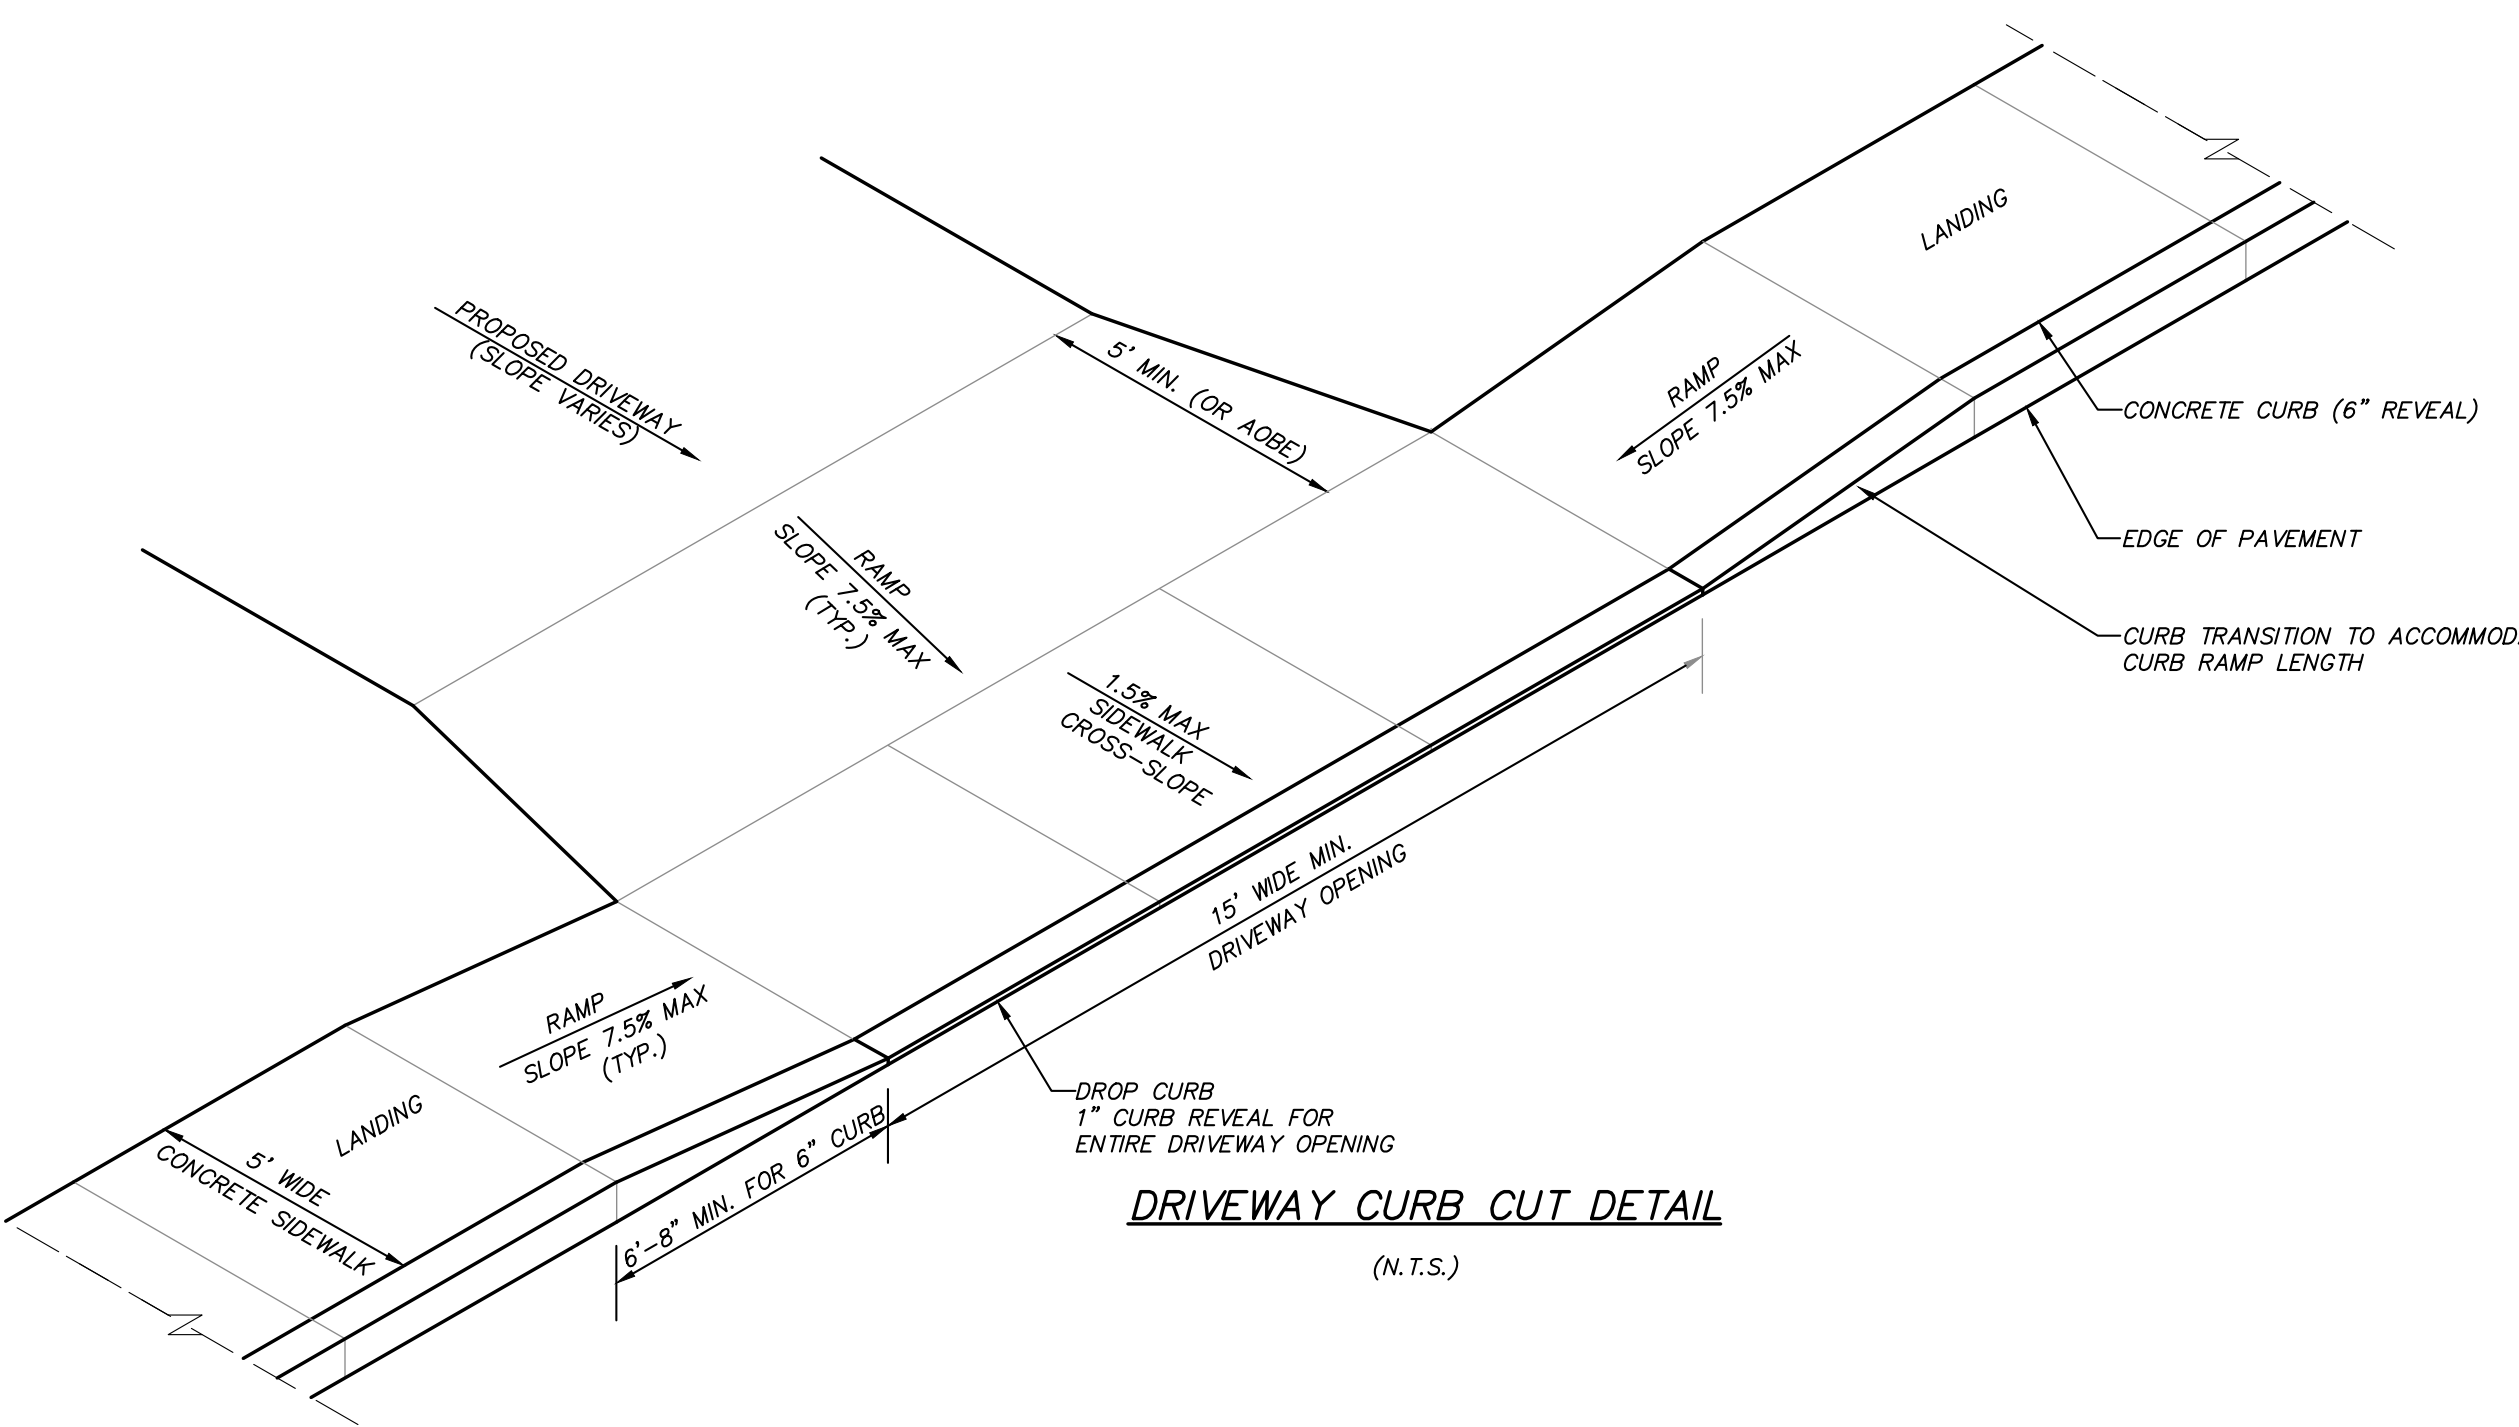 PROPOSED DRIVEWAY
(SLOPE VARIES)
5' MIN. (OR AOBE)
LANDING
RAMP
SLOPE 7.5% MAX
CONCRETE CURB (6" REVEAL)
EDGE OF PAVEMENT
CURB TRANSITION TO ACCOMMOD
CURB RAMP LENGTH
RAMP
SLOPE 7.5% MAX
(TYP.)
1.5% MAX
SIDEWALK
CROSS-SLOPE
15' WIDE MIN.
DRIVEWAY OPENING
RAMP
SLOPE 7.5% MAX
(TYP.)
LANDING
5' WIDE
CONCRETE SIDEWALK
6'-8" MIN. FOR 6" CURB
DROP CURB
1" CURB REVEAL FOR
ENTIRE DRIVEWAY OPENING
DRIVEWAY CURB CUT DETAIL
(N.T.S.)